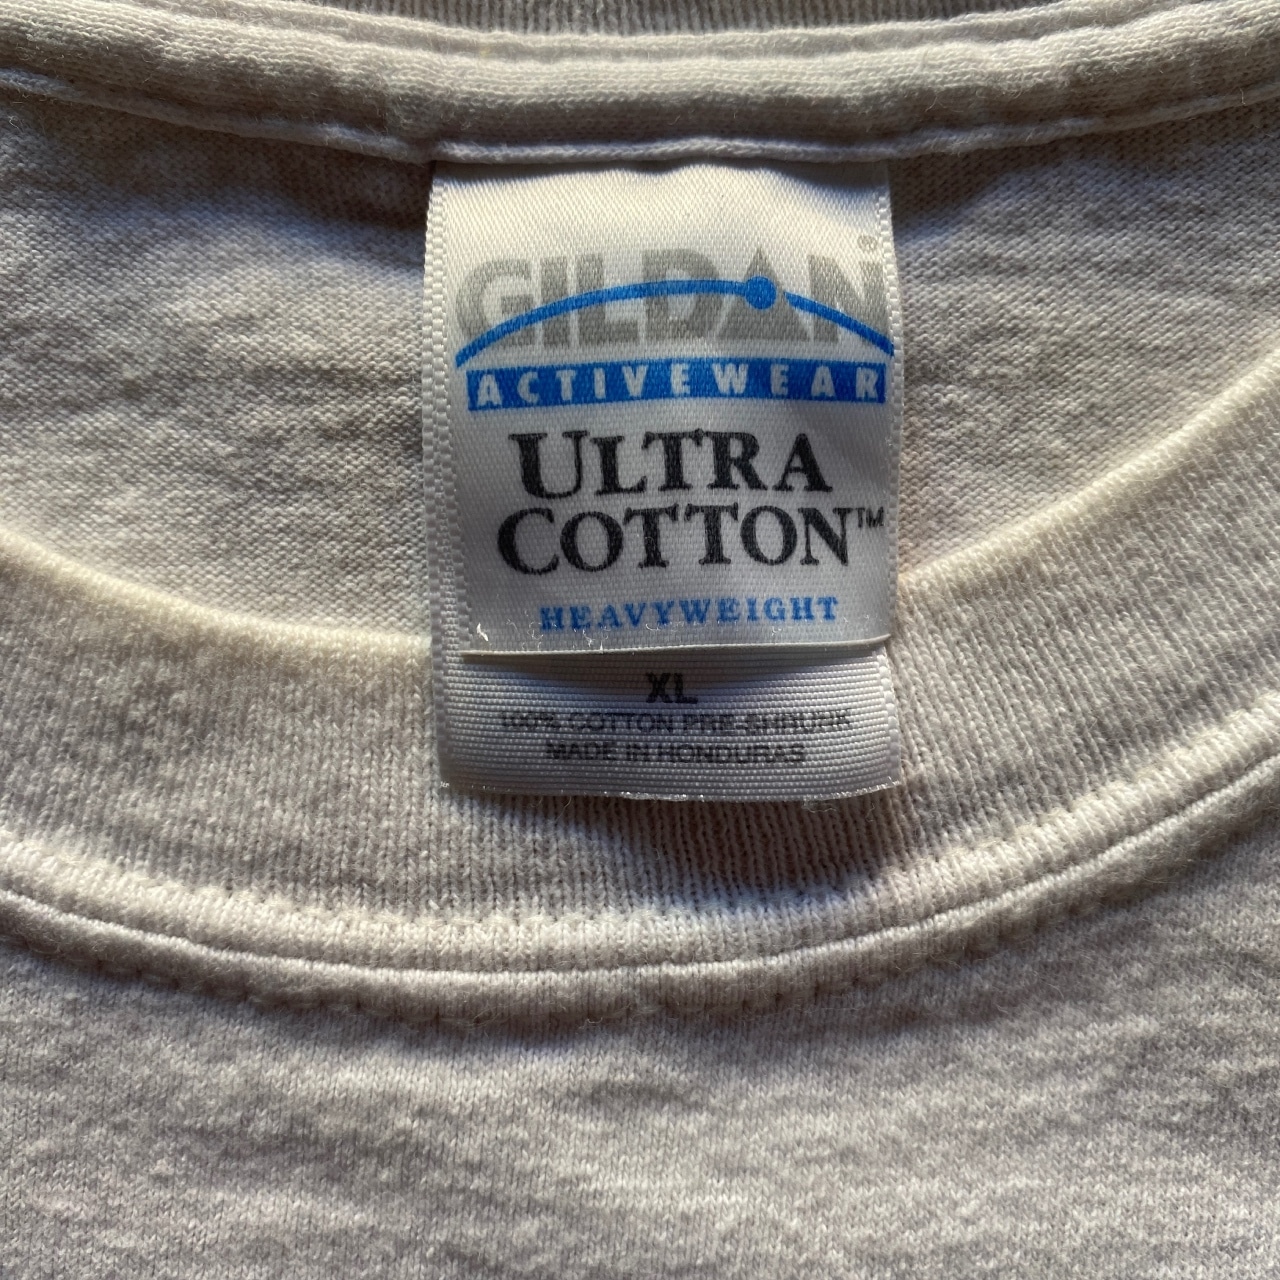 GILDAN®
ACTIVEWEAR
ULTRA
COTTON™
HEAVYWEIGHT
XL
100% COTTON PRE-SHRUNK
MADE IN HONDURAS